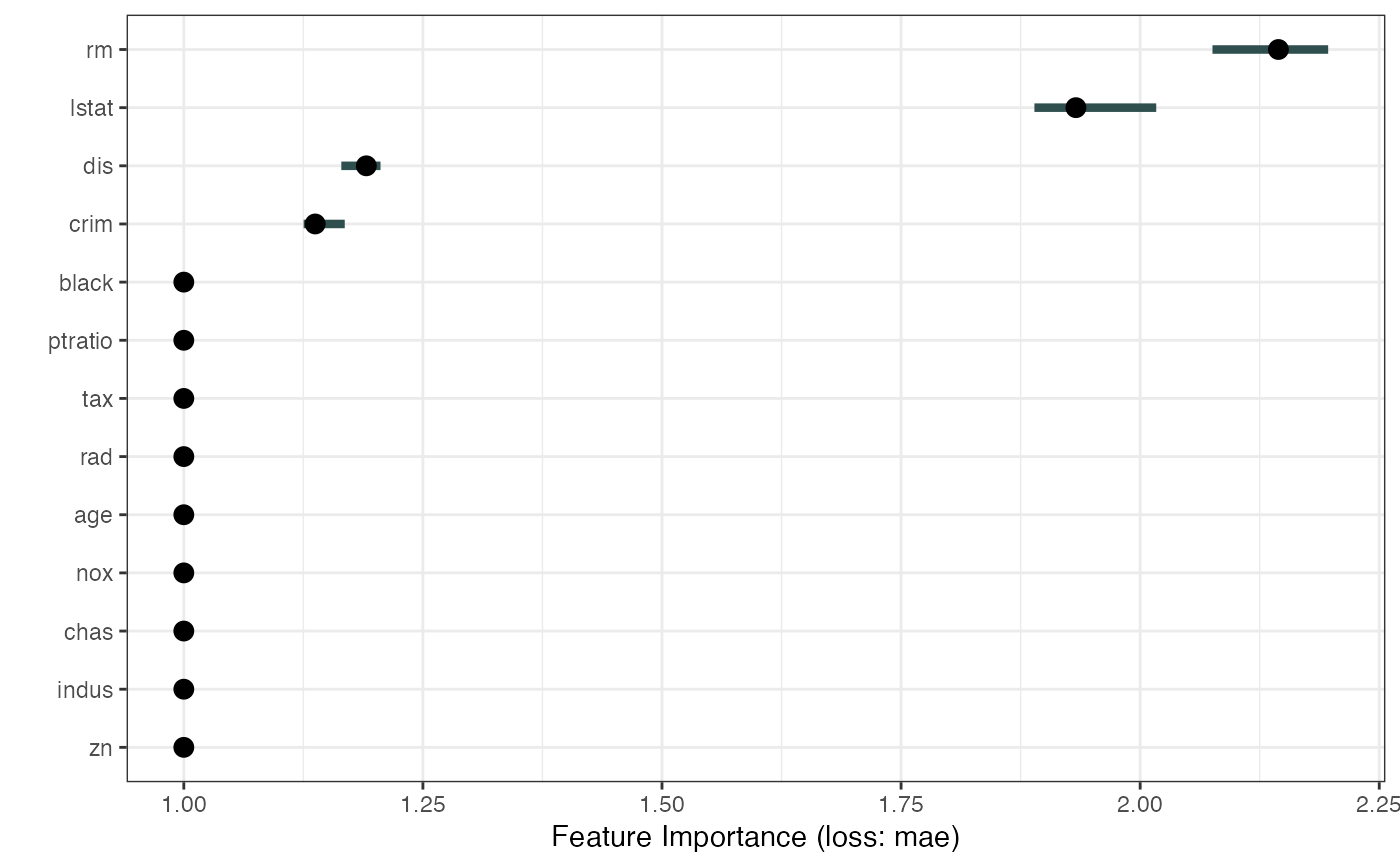 rm
lstat
dis
crim
black
ptratio
tax
rad
age
nox
chas
indus
zn
1.00 1.25 1.50 1.75 2.00 2.25
Feature Importance (loss: mae)